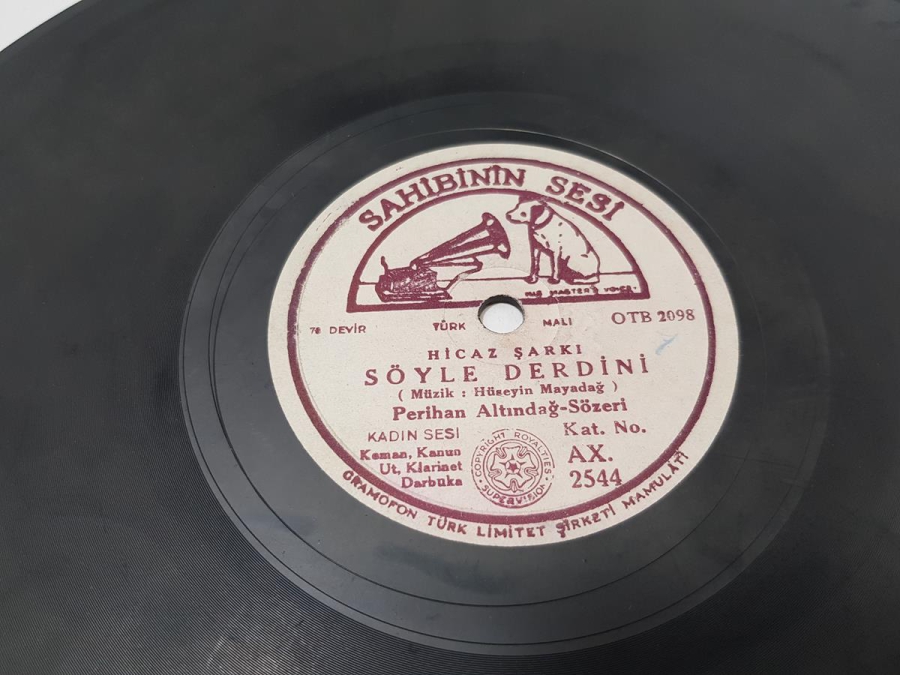 SAHİBİNİN SESİ
HIS MASTER'S VOICE
78 DEVİR TÜRK MALI OTB 2098
HİCAZ ŞARKI
SÖYLE DERDİNİ
( Müzik : Hüseyin Mayadağ )
Perihan Altındağ-Sözeri
KADIN SESİ Kat. No.
Keman, Kanun AX.
Ut, Klarinet 2544
Darbuka
COPYRIGHT ROYALTIES
SUPERVISION
GRAMOFON TÜRK LİMİTET ŞİRKETİ MAMULÂTI